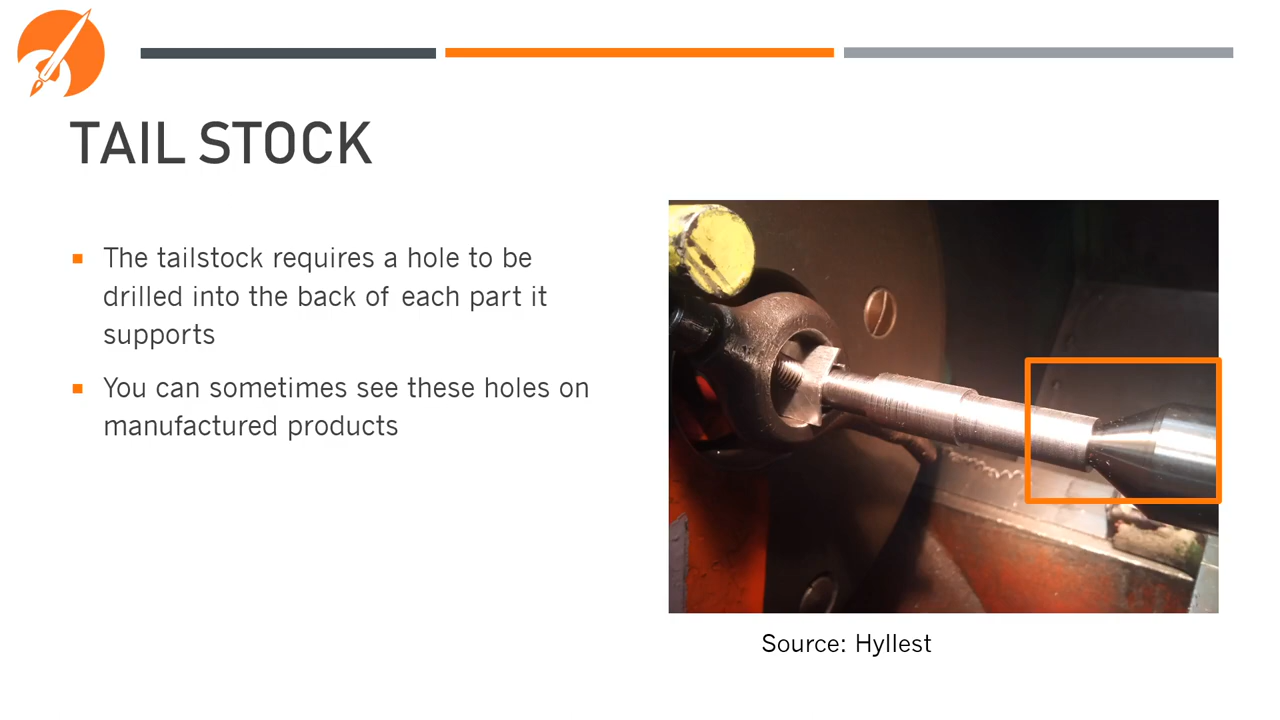 TAIL STOCK
The tailstock requires a hole to be
drilled into the back of each part it
supports
You can sometimes see these holes on
manufactured products
Source: Hyllest